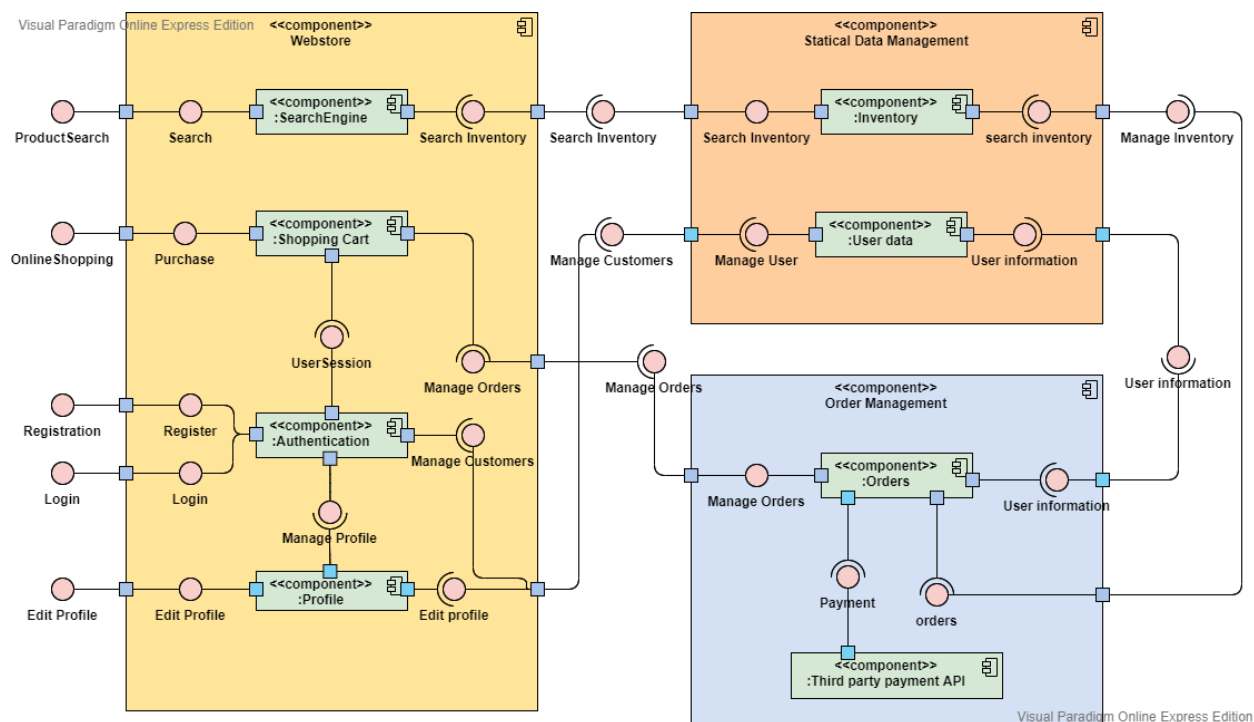 Visual Paradigm Online Express Edition
<<component>>
Webstore
ProductSearch
Search
<<component>>
:SearchEngine
Search Inventory
Search Inventory
OnlineShopping
Purchase
<<component>>
:Shopping Cart
UserSession
Manage Orders
Manage Orders
Registration
Register
Login
Login
<<component>>
:Authentication
Manage Customers
Manage Customers
Manage Profile
Edit Profile
Edit Profile
<<component>>
:Profile
Edit profile
<<component>>
Statical Data Management
Search Inventory
<<component>>
:Inventory
search inventory
Manage Inventory
Manage User
<<component>>
:User data
User information
User information
<<component>>
Order Management
Manage Orders
<<component>>
:Orders
User information
Payment
orders
<<component>>
:Third party payment API
Visual Paradigm Online Express Edition